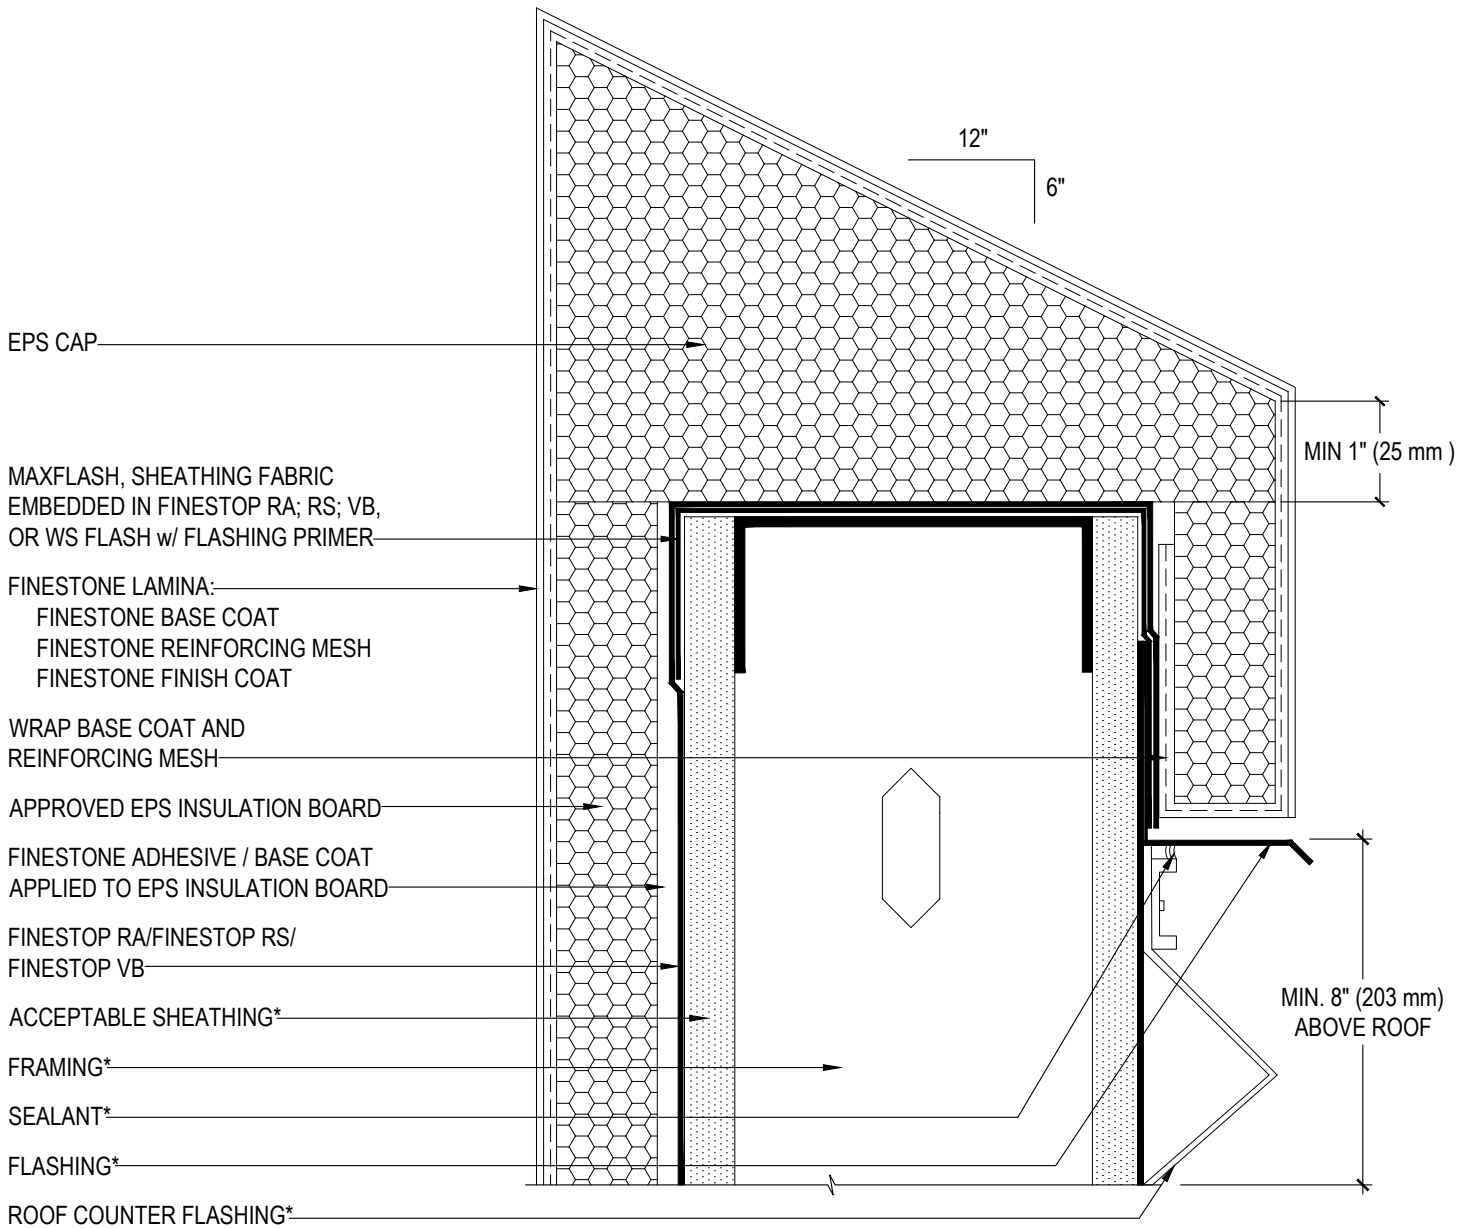 12"
6"
EPS CAP
MIN 1" (25 mm )
MAXFLASH, SHEATHING FABRIC
EMBEDDED IN FINESTOP RA; RS; VB,
OR WS FLASH w/ FLASHING PRIMER
FINESTONE LAMINA:
FINESTONE BASE COAT
FINESTONE REINFORCING MESH
FINESTONE FINISH COAT
WRAP BASE COAT AND
REINFORCING MESH
APPROVED EPS INSULATION BOARD
FINESTONE ADHESIVE / BASE COAT
APPLIED TO EPS INSULATION BOARD
FINESTOP RA/FINESTOP RS/
FINESTOP VB
MIN. 8" (203 mm)
ABOVE ROOF
ACCEPTABLE SHEATHING*
FRAMING*
SEALANT*
FLASHING*
ROOF COUNTER FLASHING*